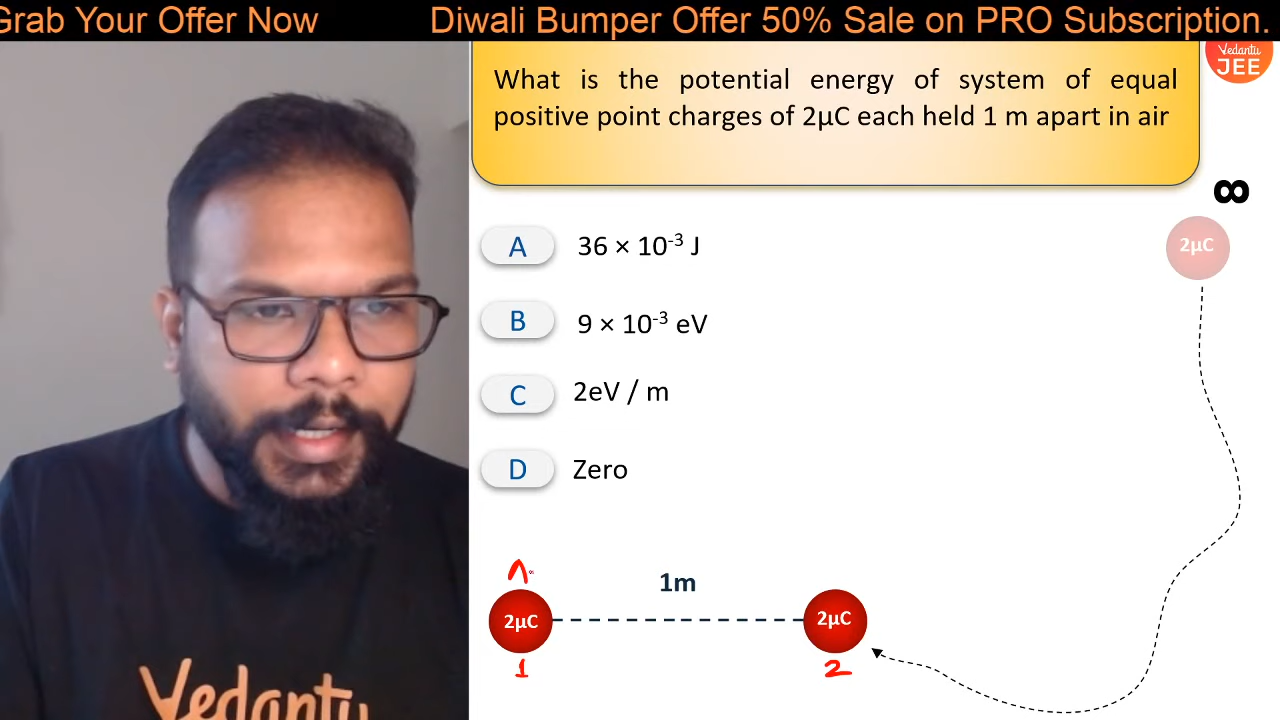 Grab Your Offer Now Diwali Bumper Offer 50% Sale on PRO Subscription.
Vedantu
JEE
What is the potential energy of system of equal
positive point charges of 2μC each held 1 m apart in air
∞
2μC
A 36 × 10⁻³ J
B 9 × 10⁻³ eV
C 2eV / m
D Zero
1m
2μC 2μC
1 2
Vedantu